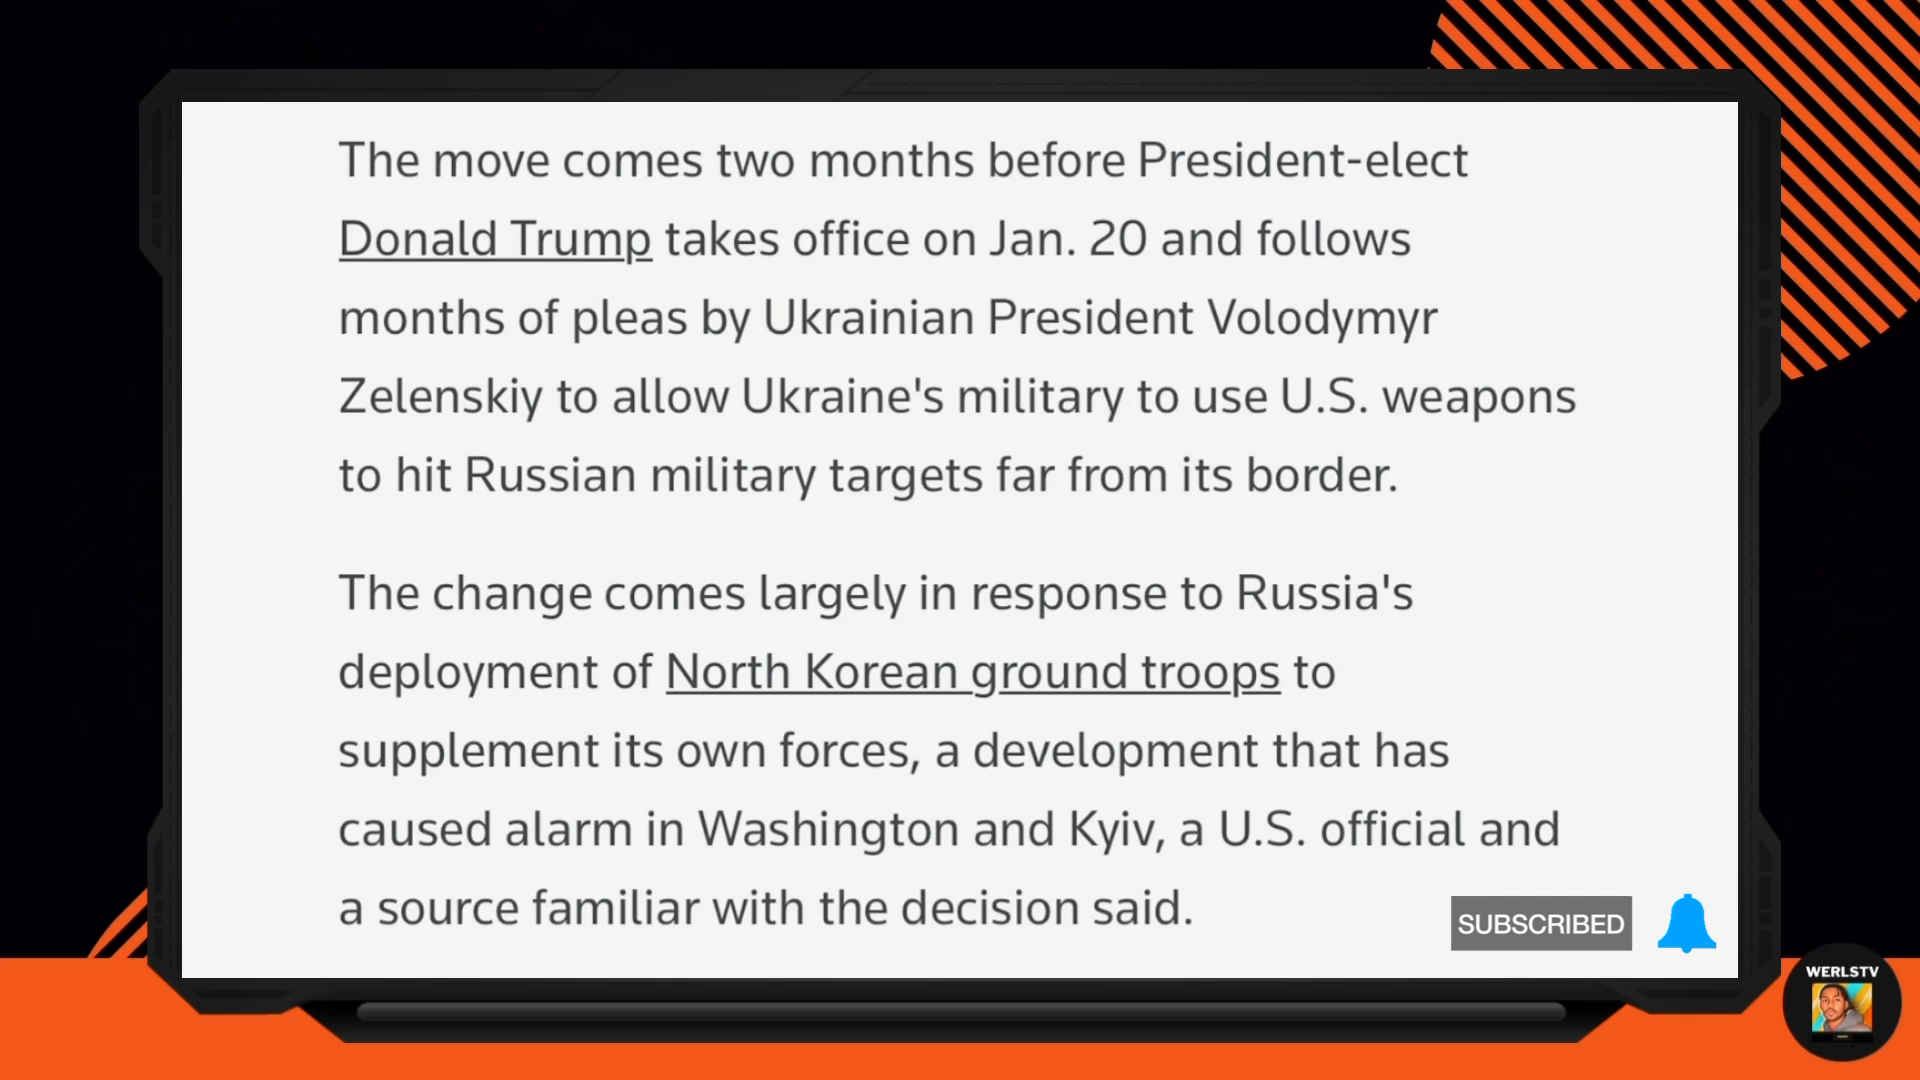 The move comes two months before President-elect
Donald Trump takes office on Jan. 20 and follows
months of pleas by Ukrainian President Volodymyr
Zelenskiy to allow Ukraine's military to use U.S. weapons
to hit Russian military targets far from its border.
The change comes largely in response to Russia's
deployment of North Korean ground troops to
supplement its own forces, a development that has
caused alarm in Washington and Kyiv, a U.S. official and
a source familiar with the decision said.
SUBSCRIBED
WERLSTV